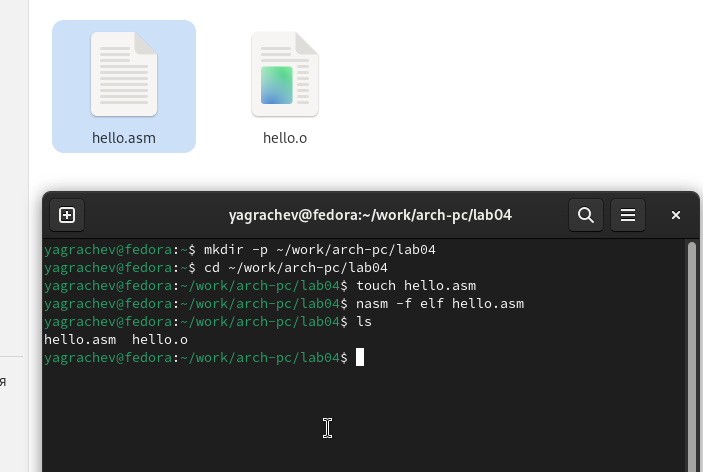 hello.asm
hello.o
yagrachev@fedora:~/work/arch-pc/lab04
yagrachev@fedora:~$ mkdir -p ~/work/arch-pc/lab04
yagrachev@fedora:~$ cd ~/work/arch-pc/lab04
yagrachev@fedora:~/work/arch-pc/lab04$ touch hello.asm
yagrachev@fedora:~/work/arch-pc/lab04$ nasm -f elf hello.asm
yagrachev@fedora:~/work/arch-pc/lab04$ ls
hello.asm  hello.o
yagrachev@fedora:~/work/arch-pc/lab04$
я